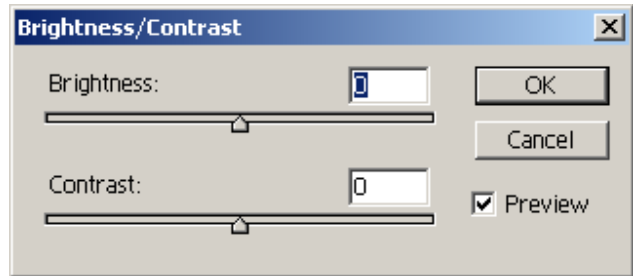 Brightness/Contrast
Brightness: 0
OK
Cancel
Contrast: 0
Preview